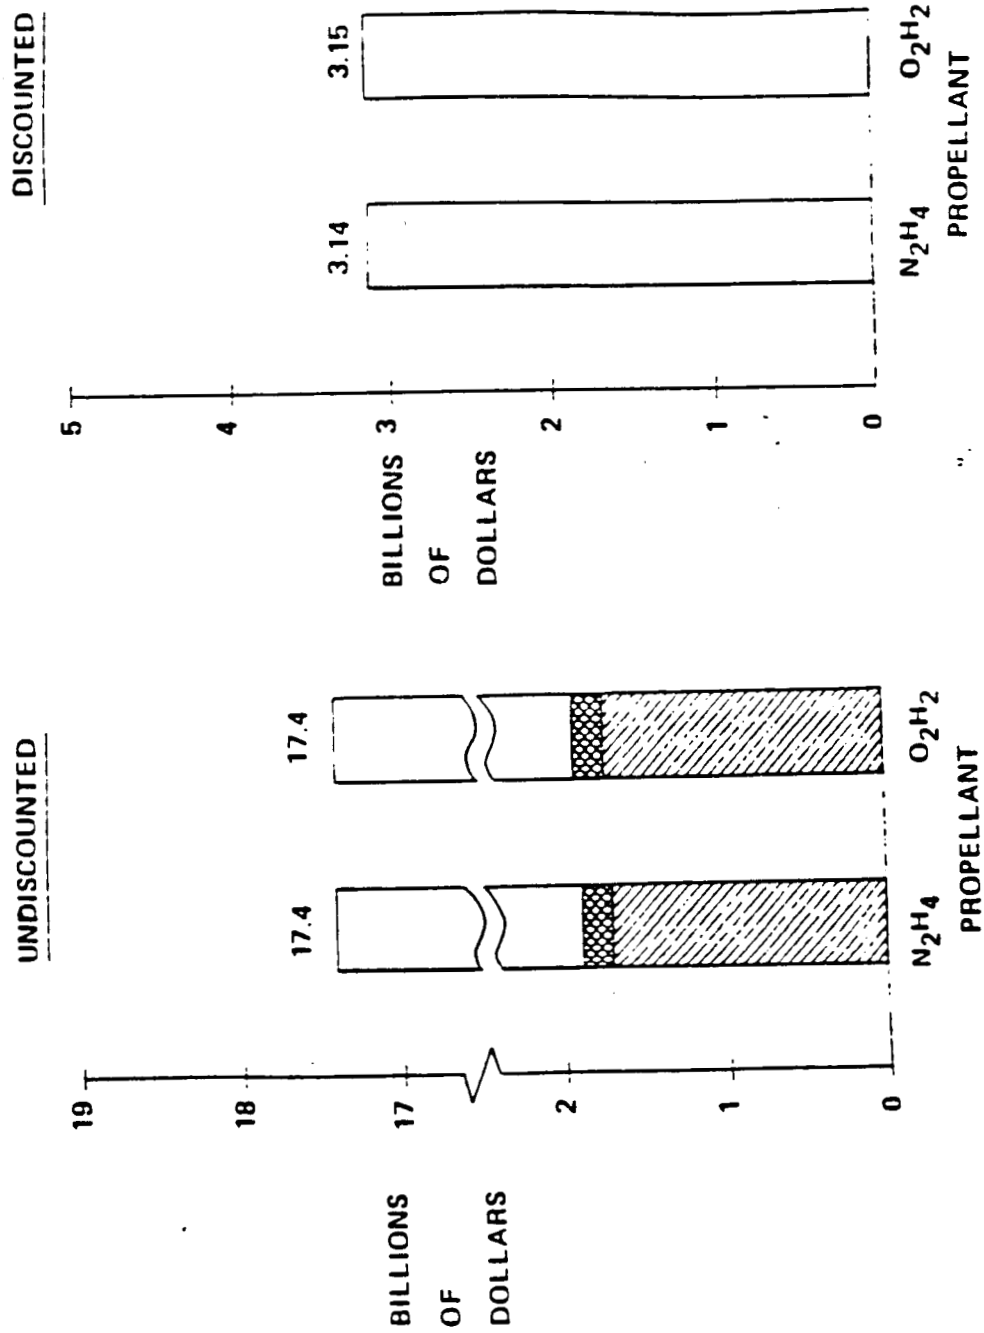 UNDISCOUNTED
19
18
17
2
1
0
BILLIONS
OF
DOLLARS
17.4
17.4
N2H4
O2H2
PROPELLANT
DISCOUNTED
5
4
3
2
1
0
BILLIONS
OF
DOLLARS
3.14
3.15
N2H4
O2H2
PROPELLANT